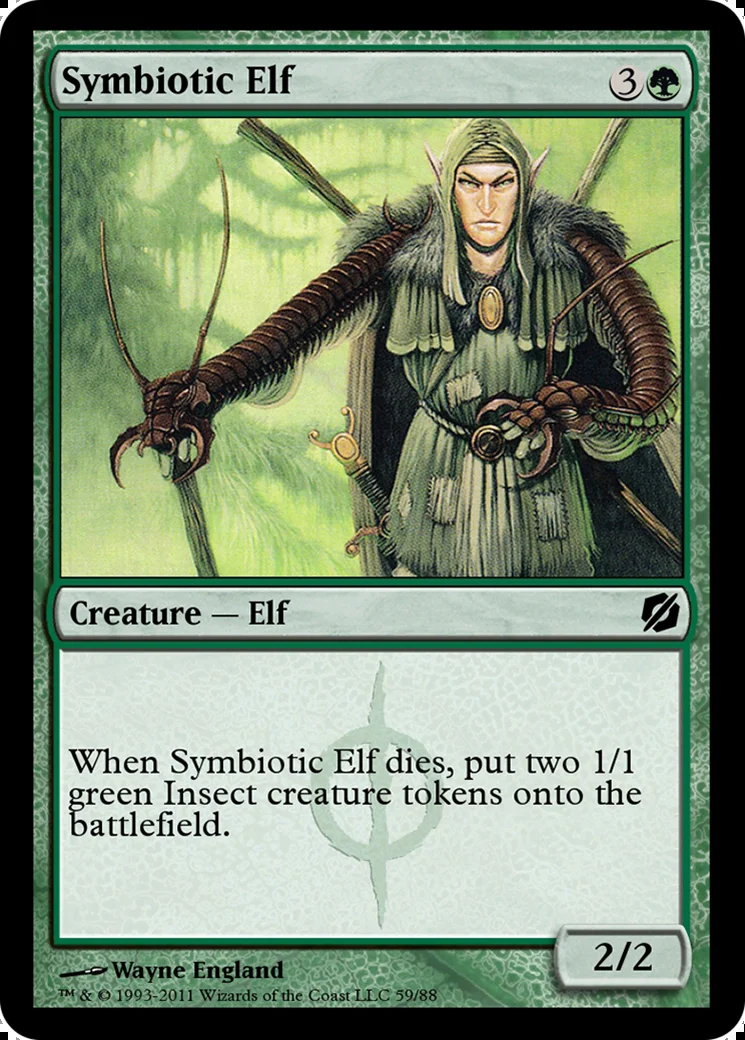 Symbiotic Elf 3
Creature — Elf
When Symbiotic Elf dies, put two 1/1
green Insect creature tokens onto the
battlefield.
2/2
Wayne England
™ & © 1993-2011 Wizards of the Coast LLC 59/88